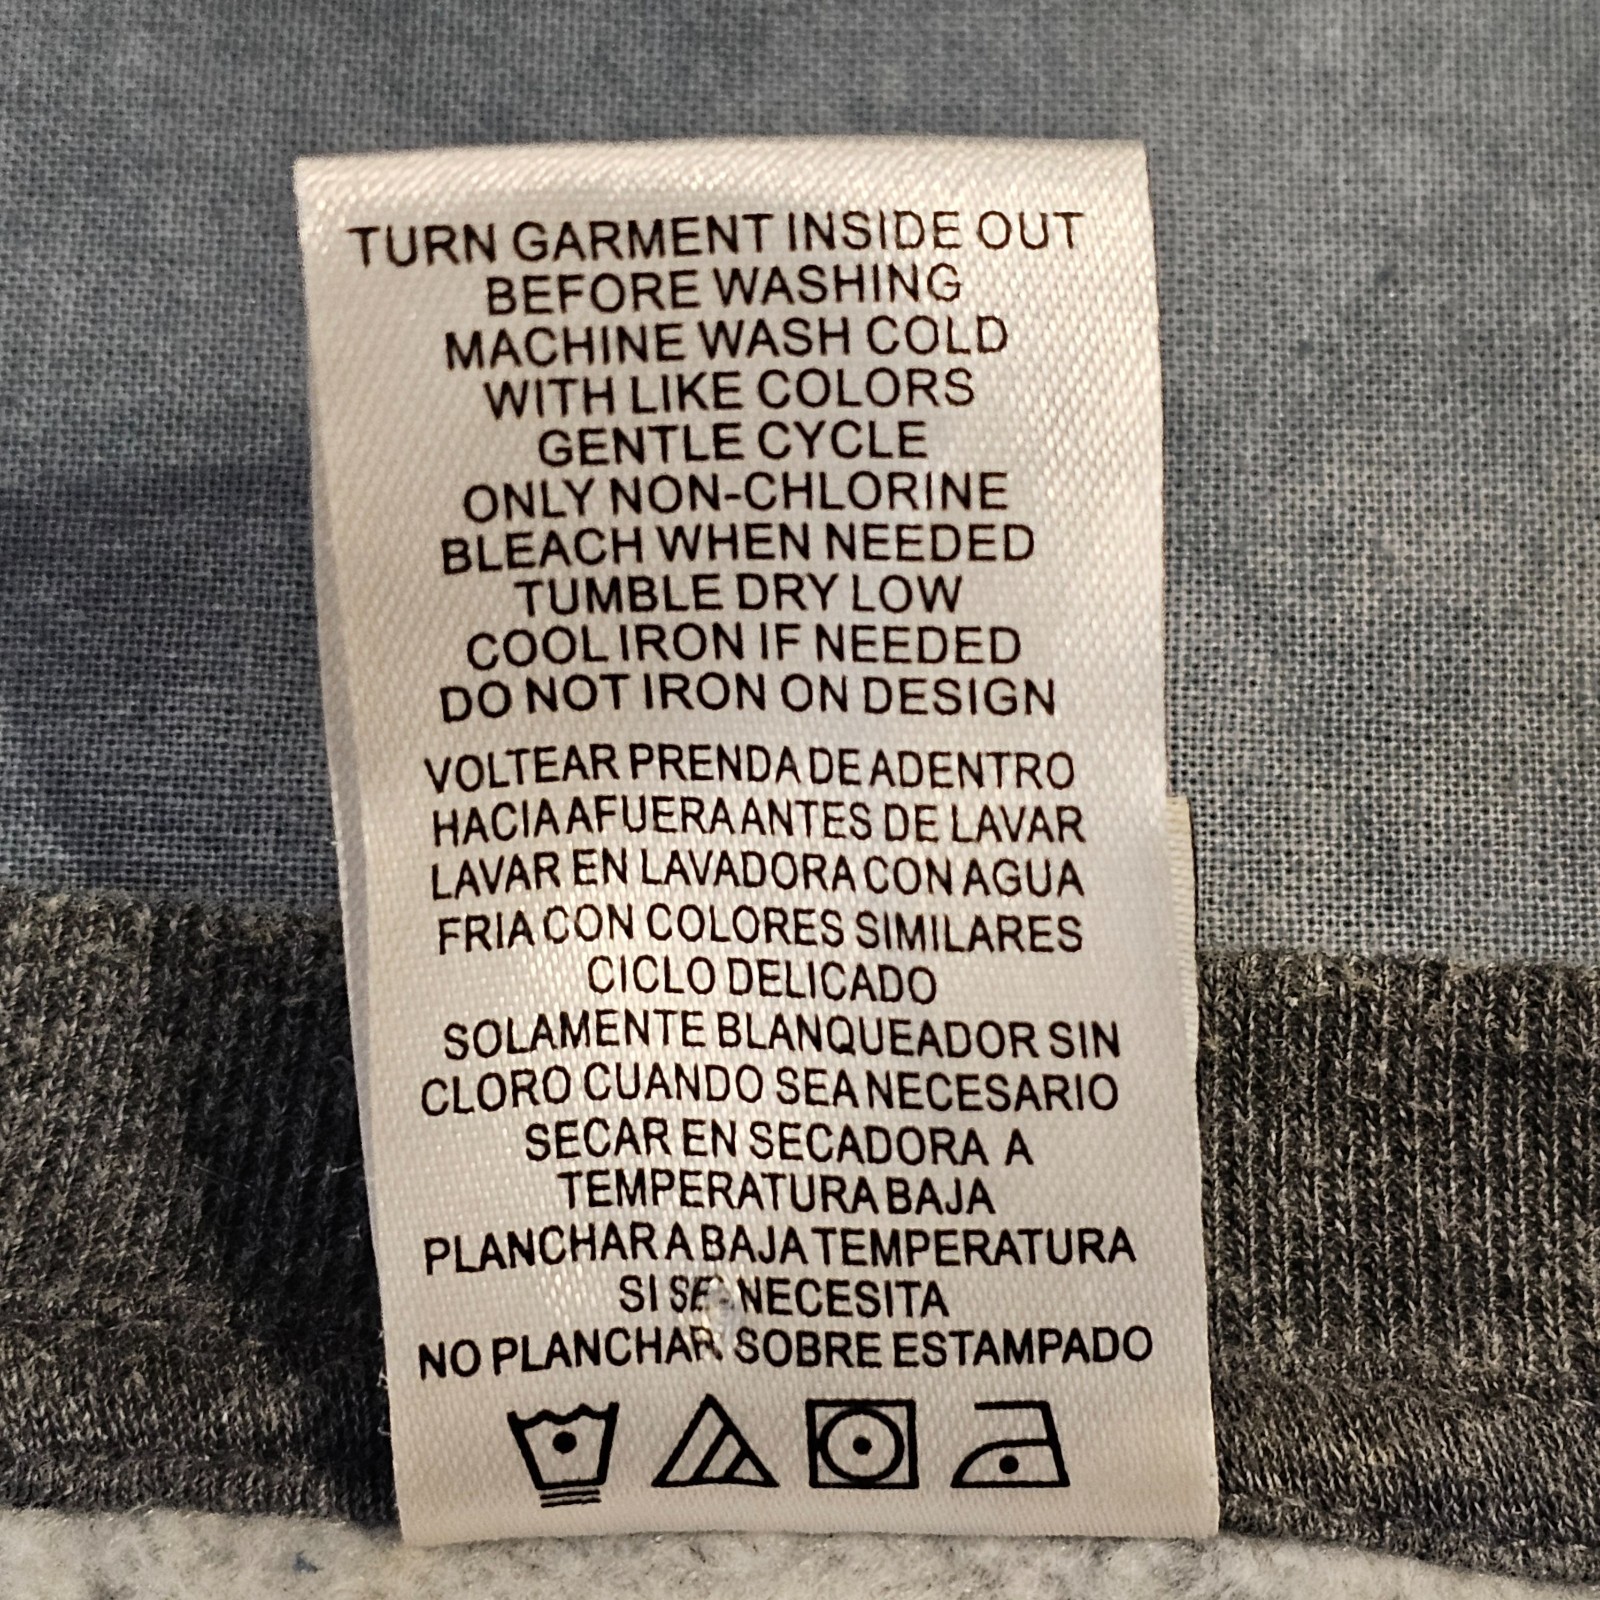 TURN GARMENT INSIDE OUT
BEFORE WASHING
MACHINE WASH COLD
WITH LIKE COLORS
GENTLE CYCLE
ONLY NON-CHLORINE
BLEACH WHEN NEEDED
TUMBLE DRY LOW
COOL IRON IF NEEDED
DO NOT IRON ON DESIGN
VOLTEAR PRENDA DE ADENTRO
HACIA AFUERA ANTES DE LAVAR
LAVAR EN LAVADORA CON AGUA
FRIA CON COLORES SIMILARES
CICLO DELICADO
SOLAMENTE BLANQUEADOR SIN
CLORO CUANDO SEA NECESARIO
SECAR EN SECADORA A
TEMPERATURA BAJA
PLANCHAR A BAJA TEMPERATURA
SI SE NECESITA
NO PLANCHAR SOBRE ESTAMPADO